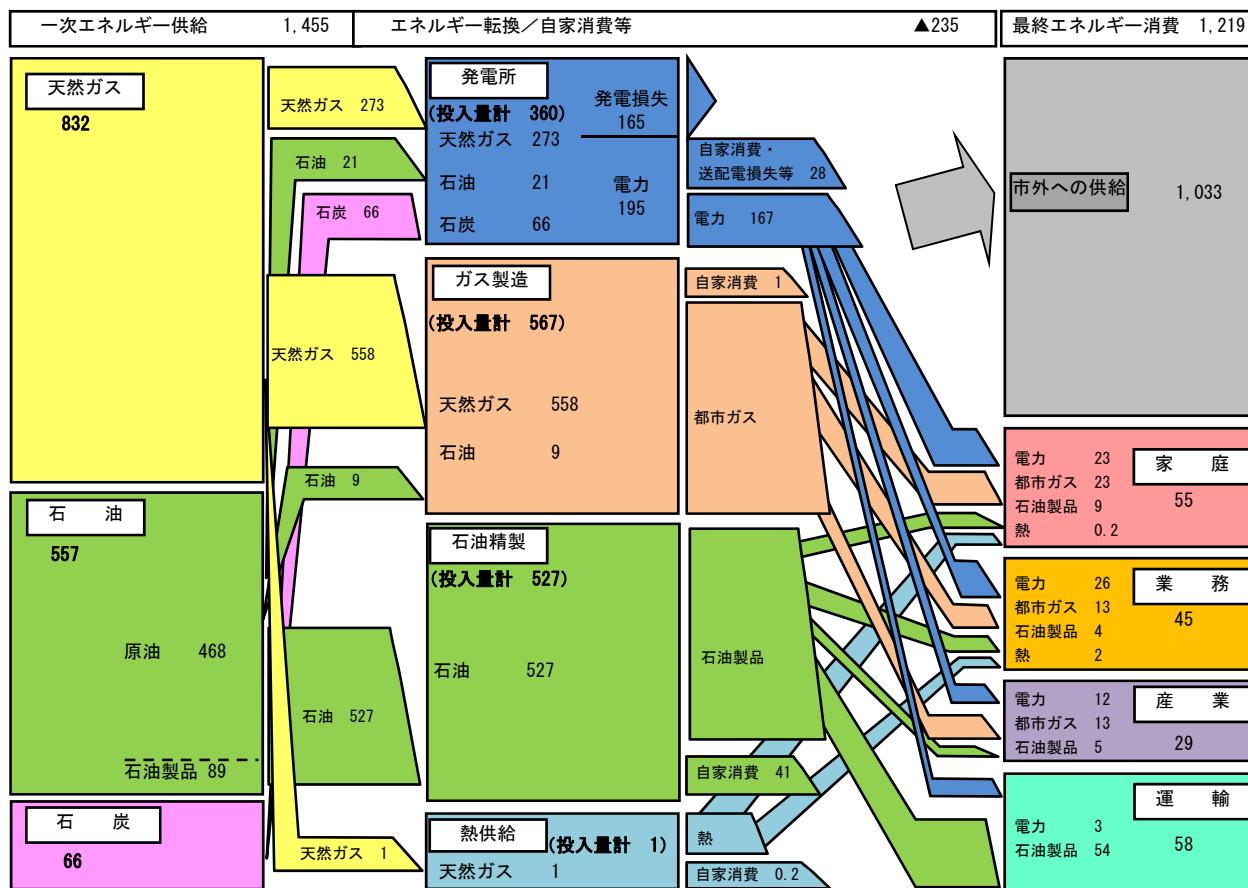 一次エネルギー供給 1,455
エネルギー転換／自家消費等 ▲235
最終エネルギー消費 1,219
天然ガス
832
石　油
557
原油 468
石油製品 89
石　炭
66
天然ガス 273
石油 21
石炭 66
天然ガス 558
石油 9
石油 527
天然ガス 1
発電所
(投入量計 360)
天然ガス 273
石油 21
石炭 66
発電損失
165
電力
195
ガス製造
(投入量計 567)
天然ガス 558
石油 9
石油精製
(投入量計 527)
石油 527
熱供給
(投入量計 1)
天然ガス 1
自家消費・
送配電損失等 28
電力 167
自家消費 1
都市ガス
石油製品
自家消費 41
熱
自家消費 0.2
市外への供給 1,033
家　庭
55
電力 23
都市ガス 23
石油製品 9
熱 0.2
業　務
45
電力 26
都市ガス 13
石油製品 4
熱 2
産　業
29
電力 12
都市ガス 13
石油製品 5
運　輸
58
電力 3
石油製品 54